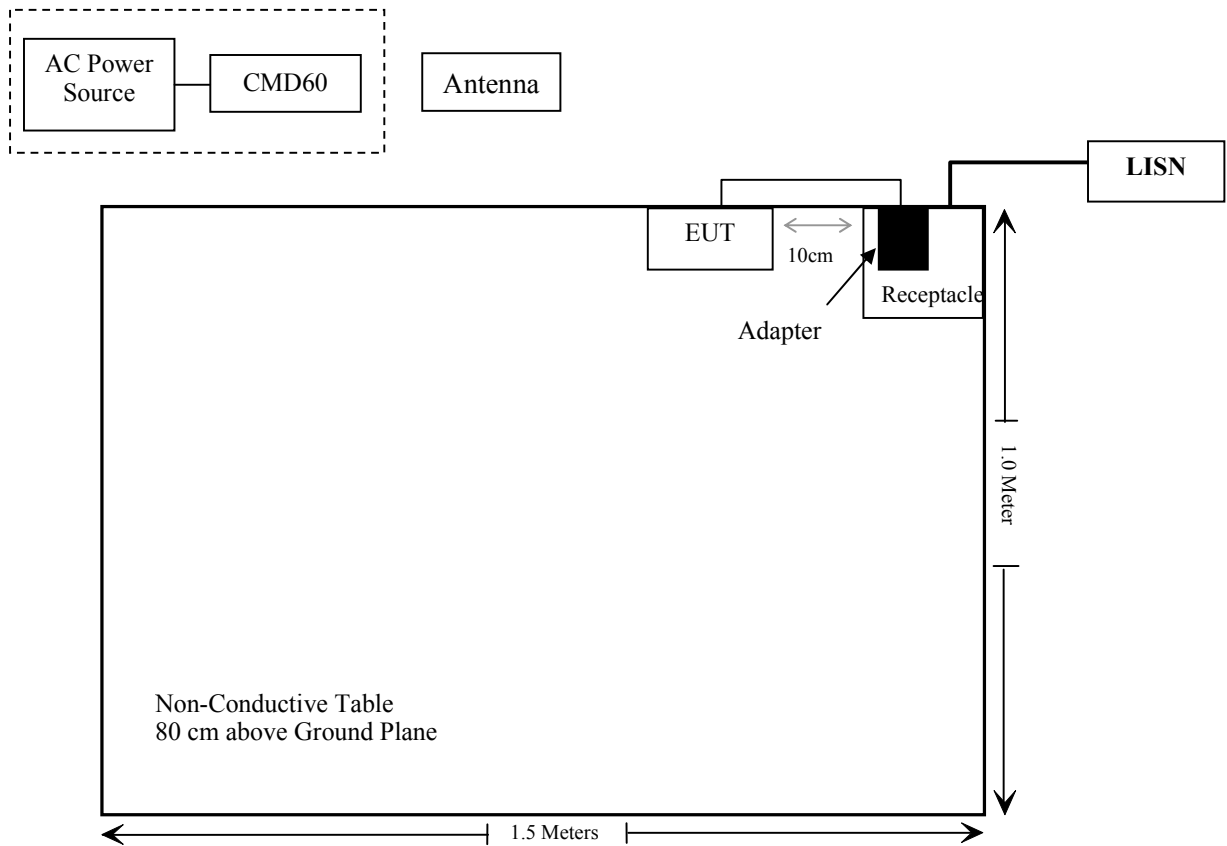 AC Power
Source
CMD60
Antenna
LISN
EUT
10cm
Receptacle
Adapter
1.0 Meter
Non-Conductive Table
80 cm above Ground Plane
1.5 Meters